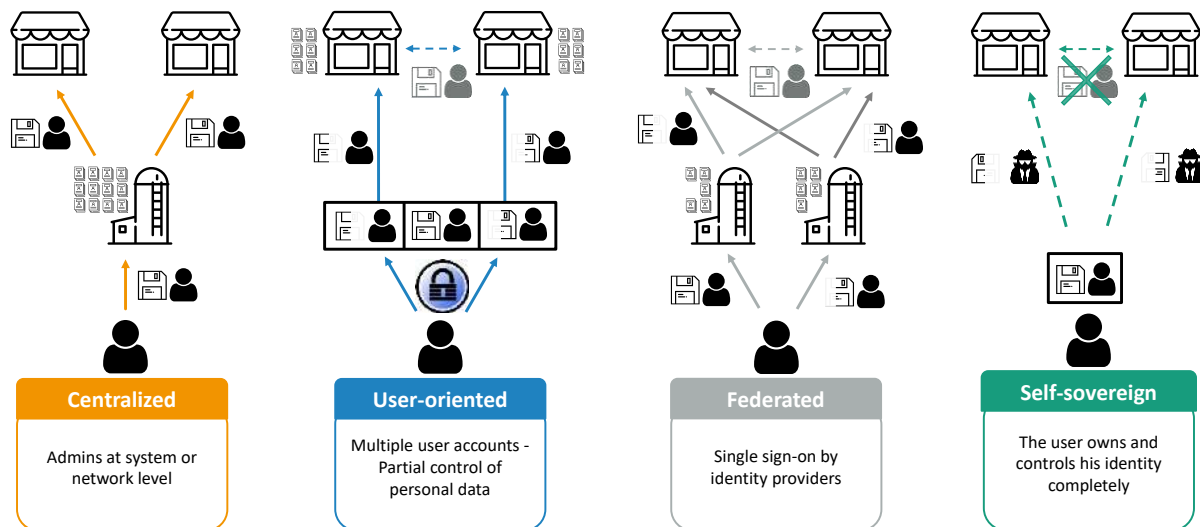 Centralized
Admins at system or
network level
User-oriented
Multiple user accounts -
Partial control of
personal data
Federated
Single sign-on by
identity providers
Self-sovereign
The user owns and
controls his identity
completely